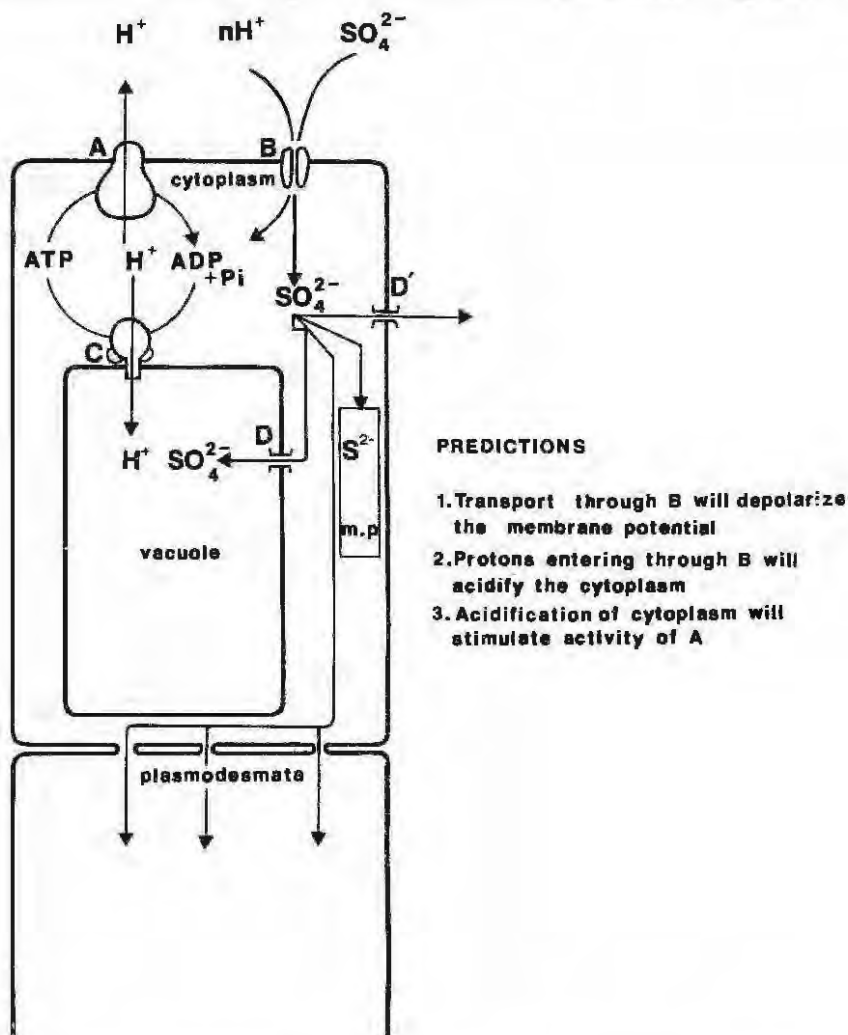 H⁺ nH⁺ SO₄²⁻
A B
cytoplasm
ATP H⁺ ADP
+Pi
SO₄²⁻
D'
C
H⁺ SO₄²⁻
D
S²⁻
m.p
vacuole
plasmodesmata
PREDICTIONS
1. Transport through B will depolarize
the membrane potential
2. Protons entering through B will
acidify the cytoplasm
3. Acidification of cytoplasm will
stimulate activity of A